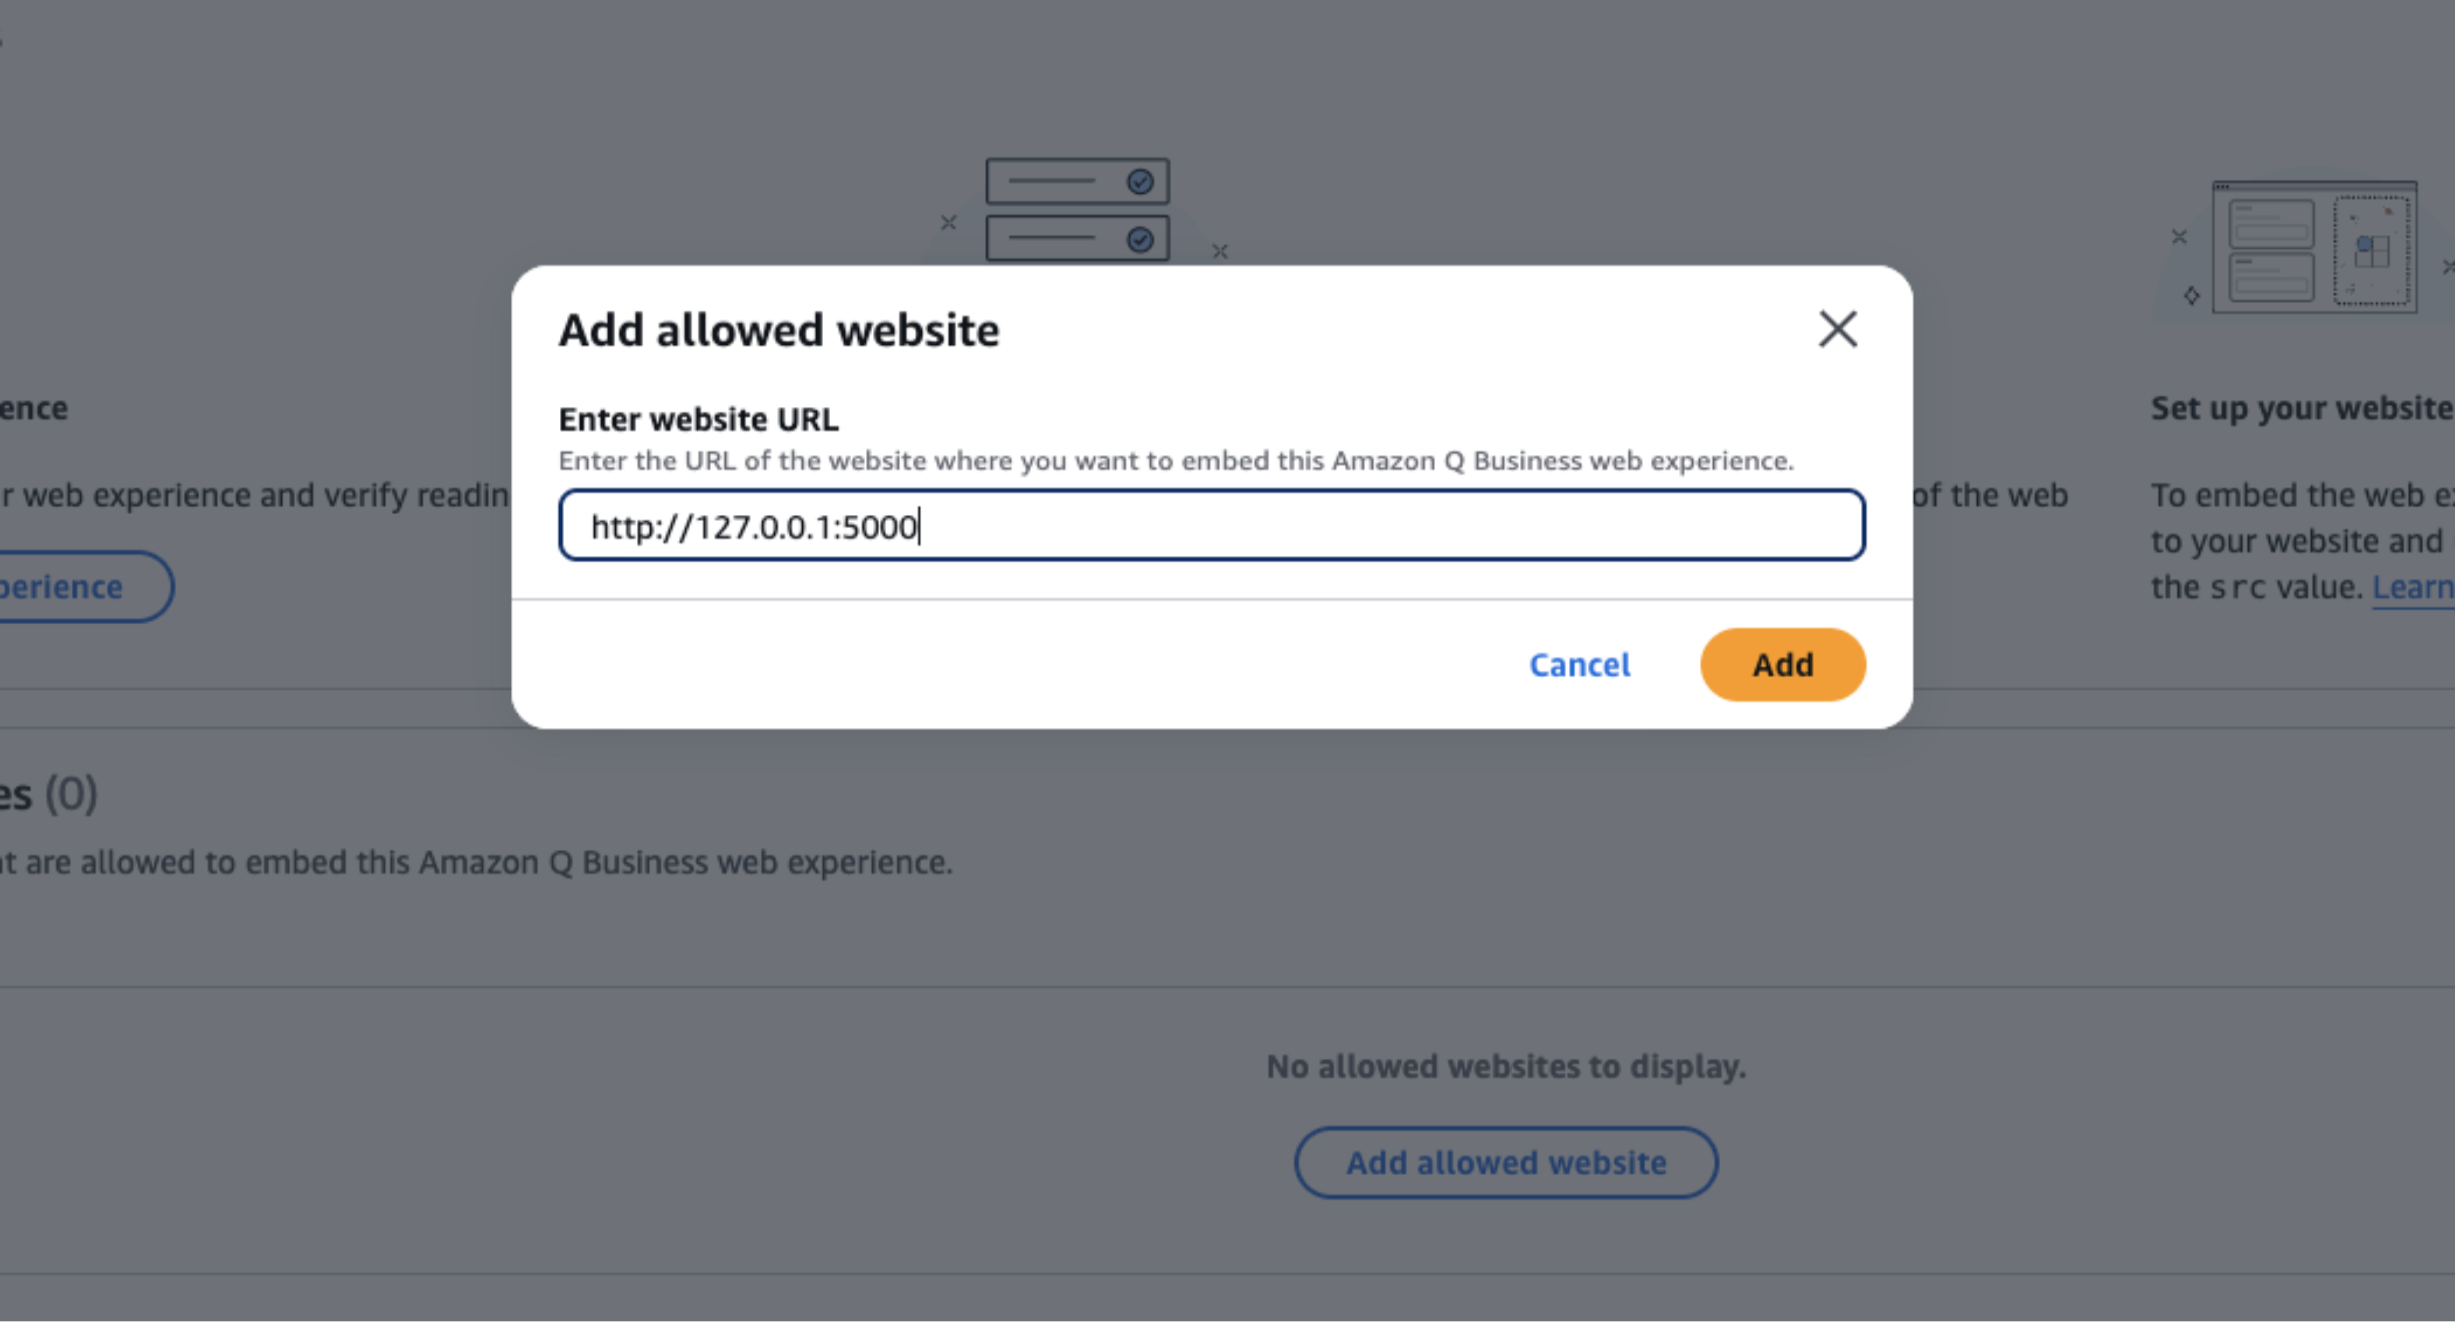 Add allowed website
Enter website URL
Enter the URL of the website where you want to embed this Amazon Q Business web experience.
http://127.0.0.1:5000
Cancel
Add
ence
r web experience and verify readin
perience
of the web
Set up your website
To embed the web e
to your website and
the src value. Learn
es (0)
t are allowed to embed this Amazon Q Business web experience.
No allowed websites to display.
Add allowed website